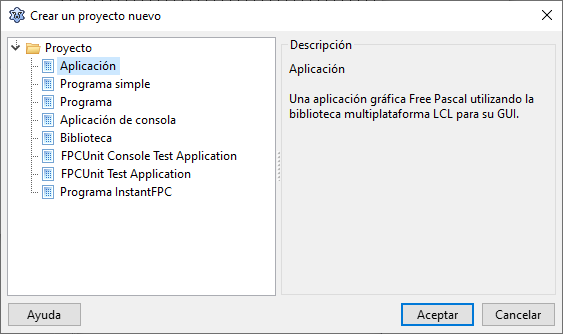 Crear un proyecto nuevo
Proyecto
Aplicación
Programa simple
Programa
Aplicación de consola
Biblioteca
FPCUnit Console Test Application
FPCUnit Test Application
Programa InstantFPC
Descripción
Aplicación
Una aplicación gráfica Free Pascal utilizando la
biblioteca multiplataforma LCL para su GUI.
Ayuda
Aceptar
Cancelar